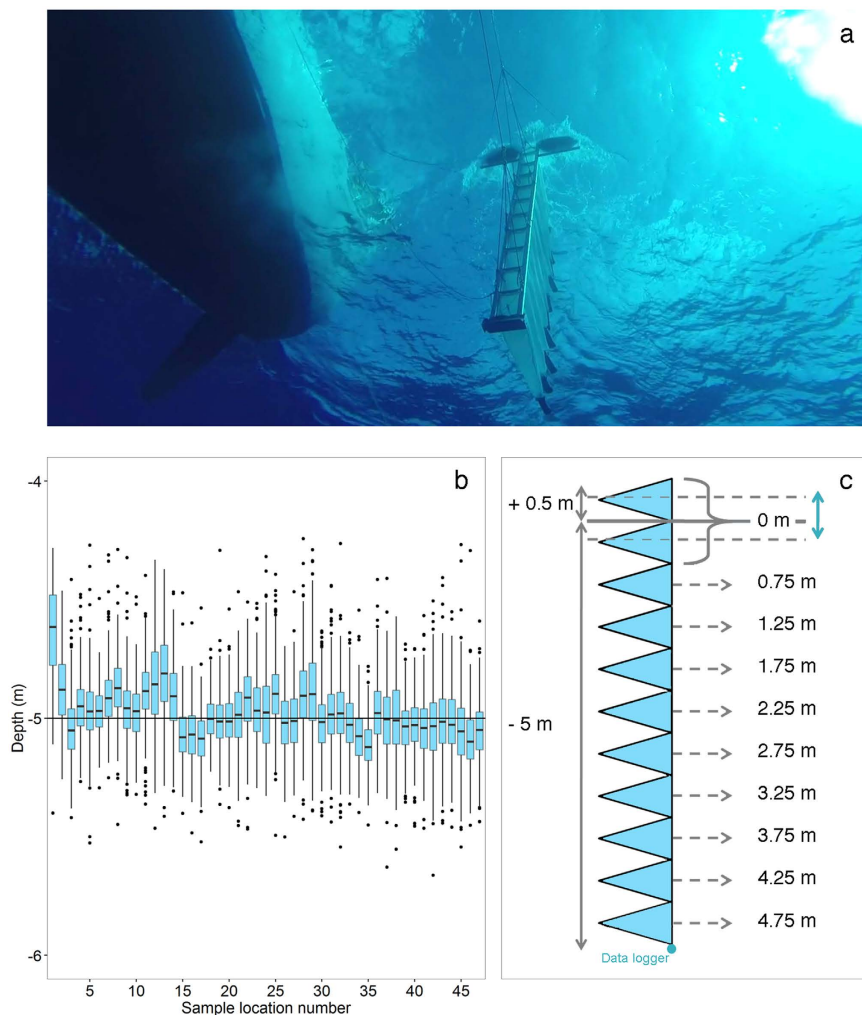 a
b
-4
-5
-6
Depth (m)
5 10 15 20 25 30 35 40 45
Sample location number
c
+ 0.5 m
0 m
0.75 m
1.25 m
1.75 m
2.25 m
- 5 m
2.75 m
3.25 m
3.75 m
4.25 m
4.75 m
Data logger